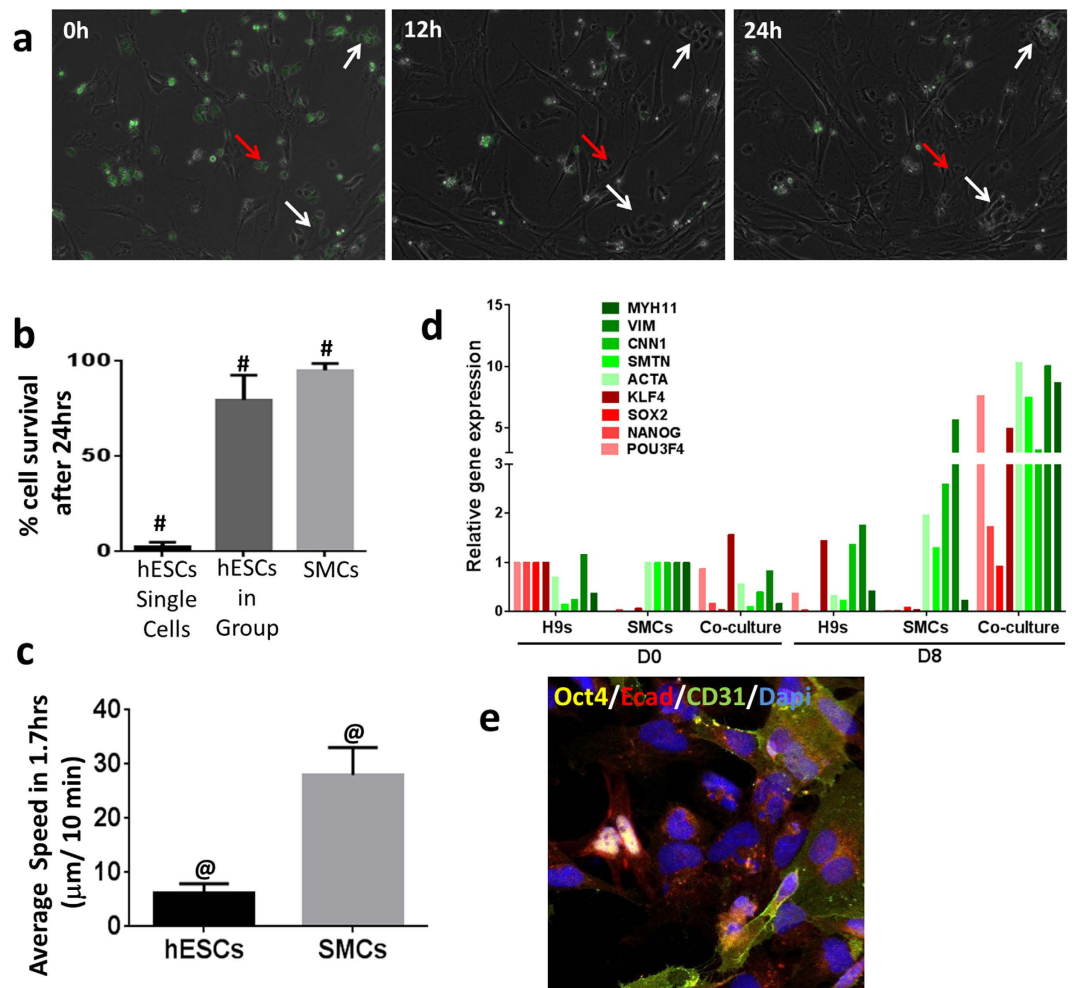 a
0h
12h
24h
b
% cell survival
after 24hrs
100
50
0
#
#
#
hESCs
Single
Cells
hESCs
in
Group
SMCs
c
Average Speed in 1.7hrs
(μm/ 10 min)
40
30
20
10
0
@
@
hESCs
SMCs
d
Relative gene expression
15
10
5
3
2
1
0
MYH11
VIM
CNN1
SMTN
ACTA
KLF4
SOX2
NANOG
POU3F4
H9s
SMCs
Co-culture
H9s
SMCs
Co-culture
D0
D8
e
Oct4/Ecad/CD31/Dapi